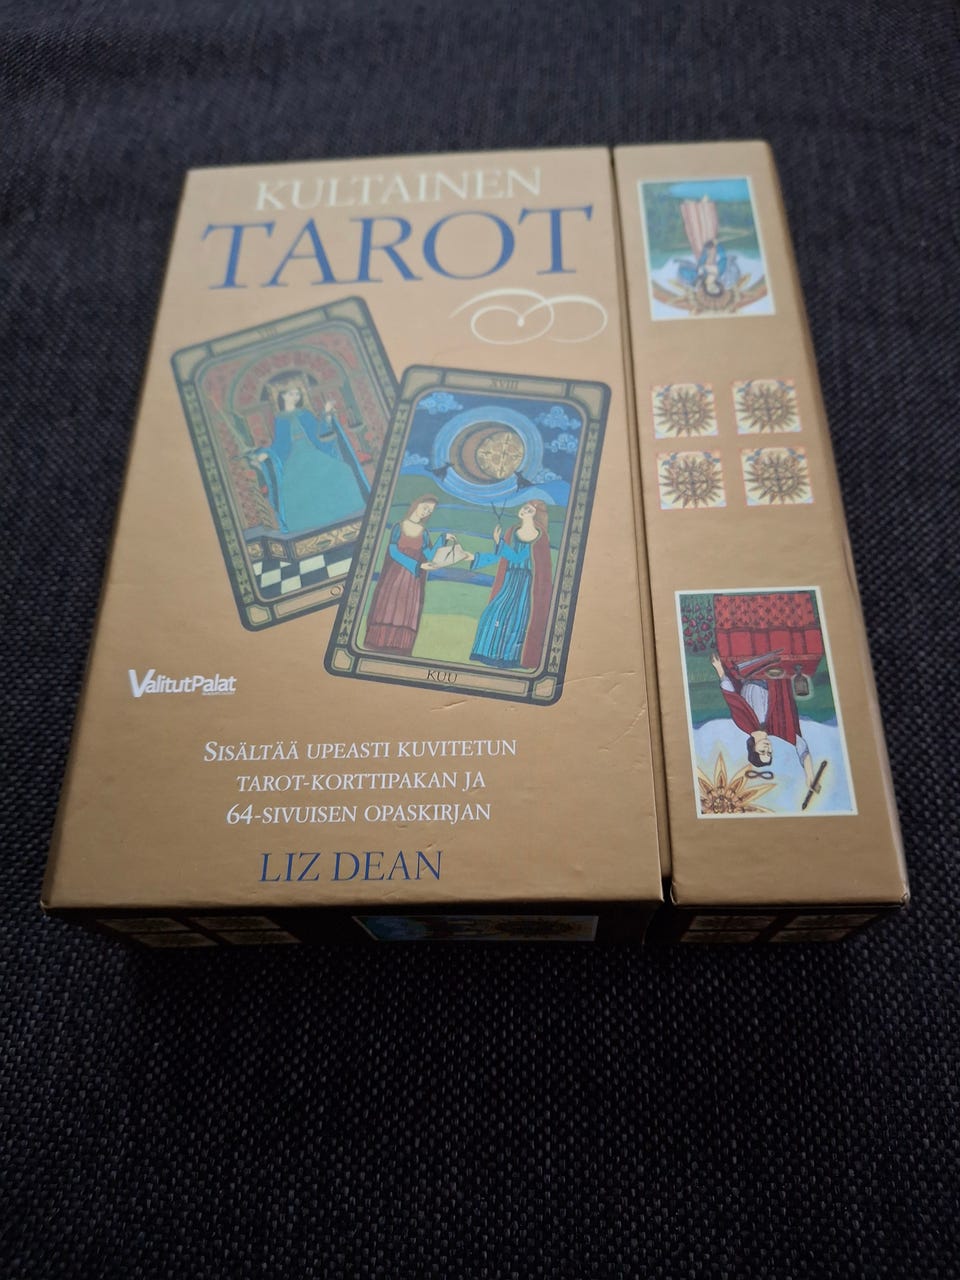 KULTAINEN
TAROT
VIII
XVIII
KUU
ValitutPalat
SISÄLTÄÄ UPEASTI KUVITETUN
TAROT-KORTTIPAKAN JA
64-SIVUISEN OPASKIRJAN
LIZ DEAN